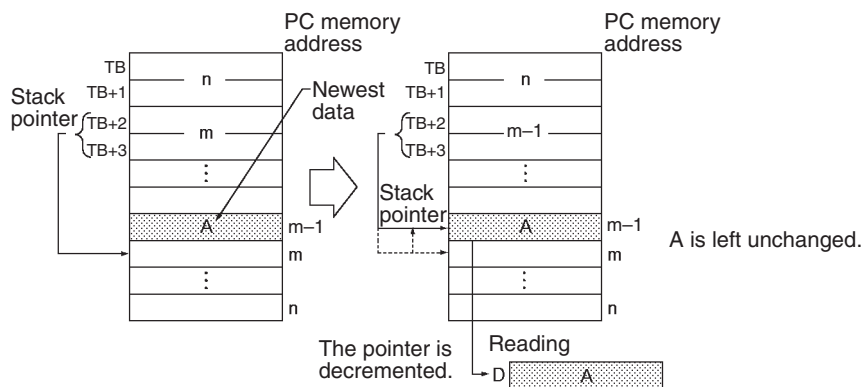 PC memory
address
TB
n
TB+1
Stack
pointer
TB+2
m
TB+3
Newest
data
A
m–1
m
n
PC memory
address
TB
n
TB+1
TB+2
m–1
TB+3
Stack
pointer
A
m–1
m
n
A is left unchanged.
The pointer is
decremented.
Reading
D
A